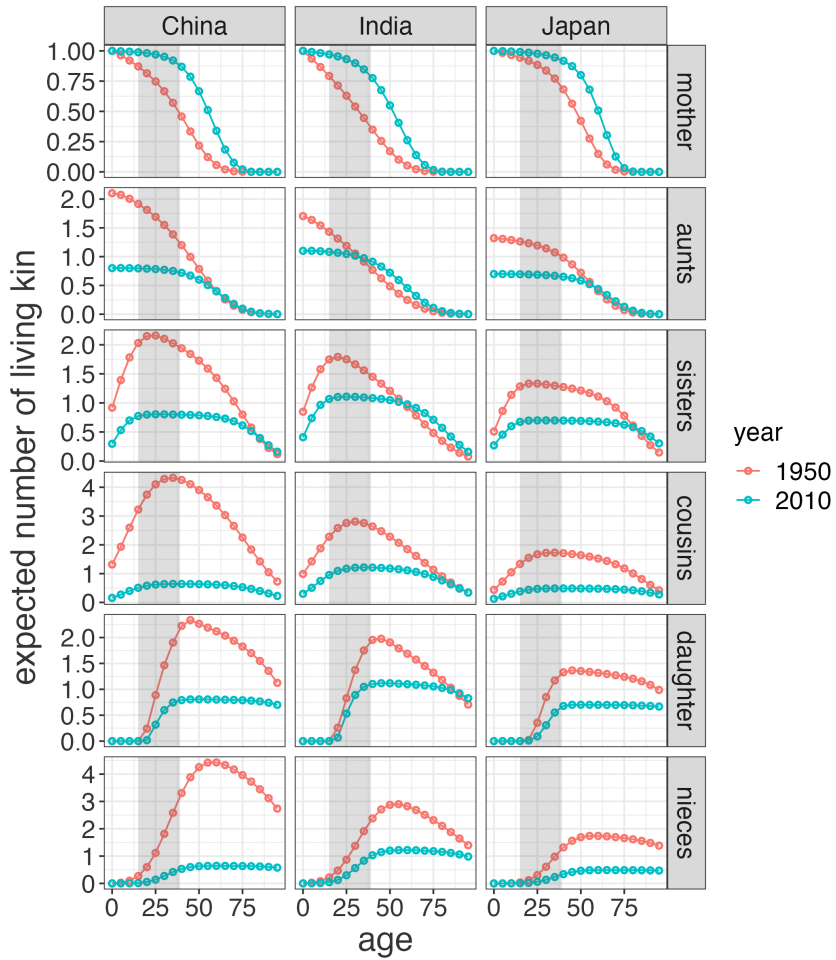 China India Japan
1.00
0.75
0.50
0.25
0.00
mother
2.0
1.5
1.0
0.5
0.0
aunts
2.0
1.5
1.0
0.5
0.0
sisters
4
3
2
1
0
cousins
2.0
1.5
1.0
0.5
0.0
daughter
4
3
2
1
0
nieces
0 25 50 75 0 25 50 75 0 25 50 75
age
expected number of living kin
year
1950
2010